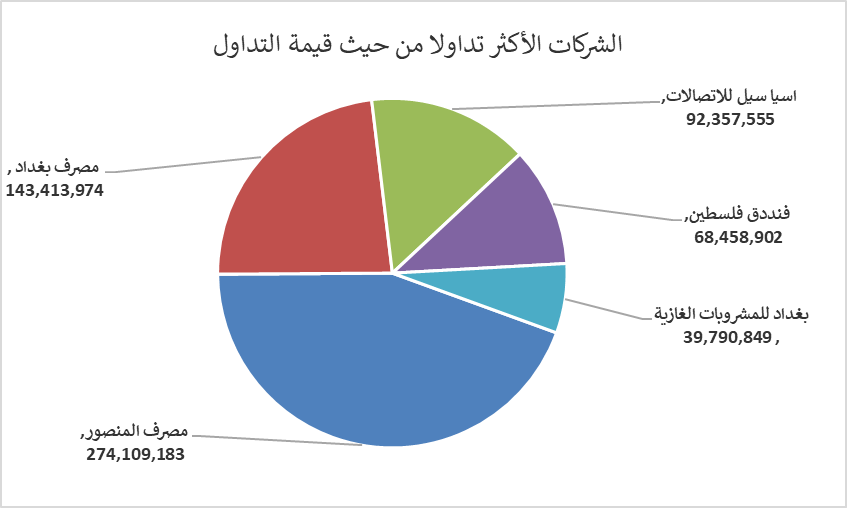 الشركات الأكثر تداولا من حيث قيمة التداول
اسيا سيل للاتصالات,
92,357,555
مصرف بغداد ,
143,413,974
فنددق فلسطين,
68,458,902
بغداد للمشروبات الغازية
39,790,849 ,
مصرف المنصور,
274,109,183